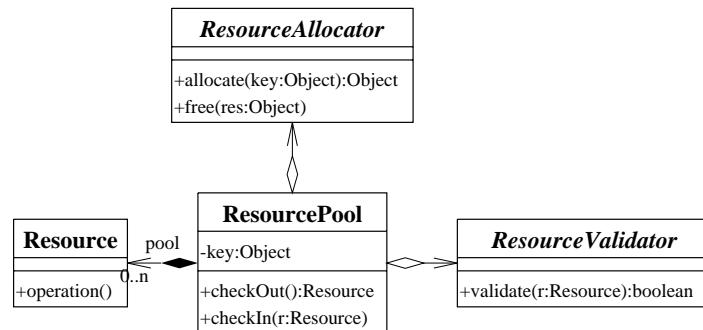 ResourceAllocator
+allocate(key:Object):Object
+free(res:Object)
Resource
+operation()
pool
0..n
ResourcePool
-key:Object
+checkOut():Resource
+checkIn(r:Resource)
ResourceValidator
+validate(r:Resource):boolean